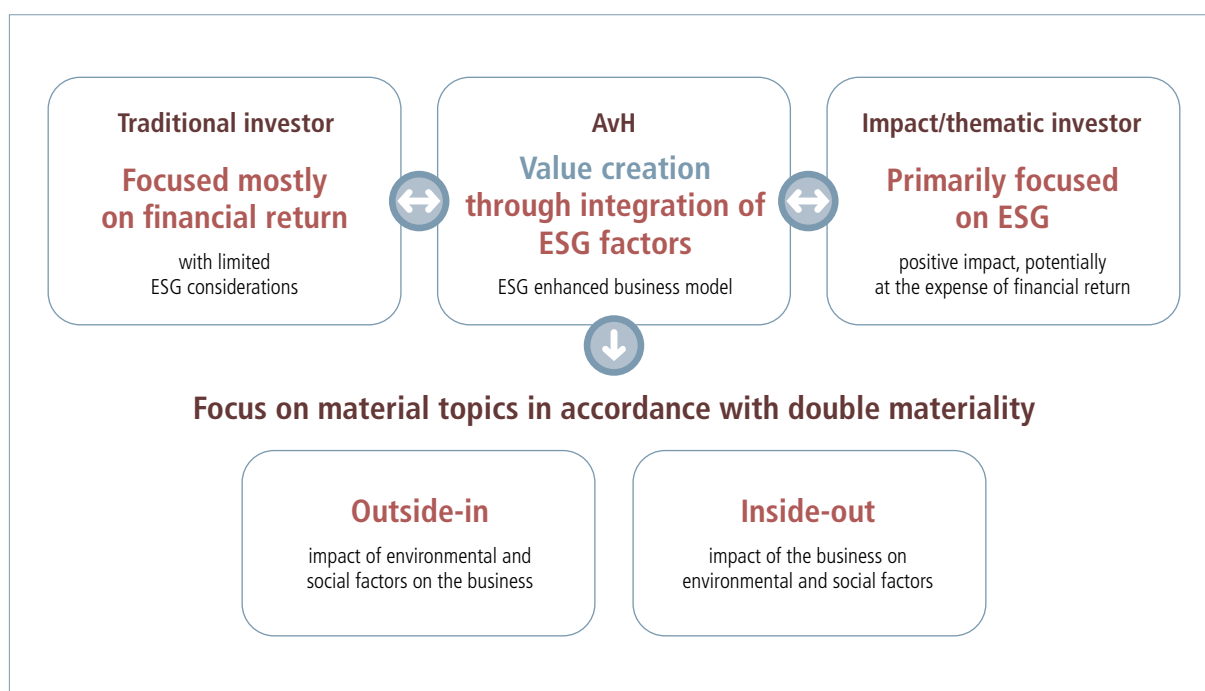 Traditional investor
Focused mostly
on financial return
with limited
ESG considerations
AvH
Value creation
through integration of
ESG factors
ESG enhanced business model
Impact/thematic investor
Primarily focused
on ESG
positive impact, potentially
at the expense of financial return
Focus on material topics in accordance with double materiality
Outside-in
impact of environmental and
social factors on the business
Inside-out
impact of the business on
environmental and social factors